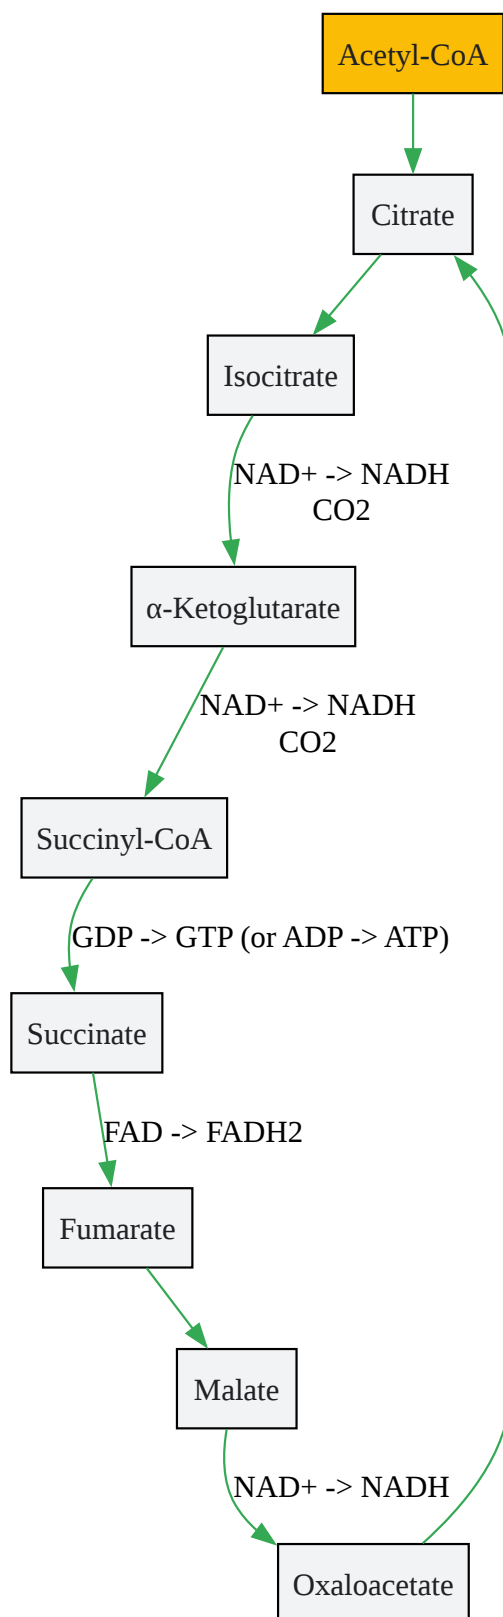 Acetyl-CoA
Citrate
Isocitrate
NAD+ -> NADH
CO2
α-Ketoglutarate
NAD+ -> NADH
CO2
Succinyl-CoA
GDP -> GTP (or ADP -> ATP)
Succinate
FAD -> FADH2
Fumarate
Malate
NAD+ -> NADH
Oxaloacetate